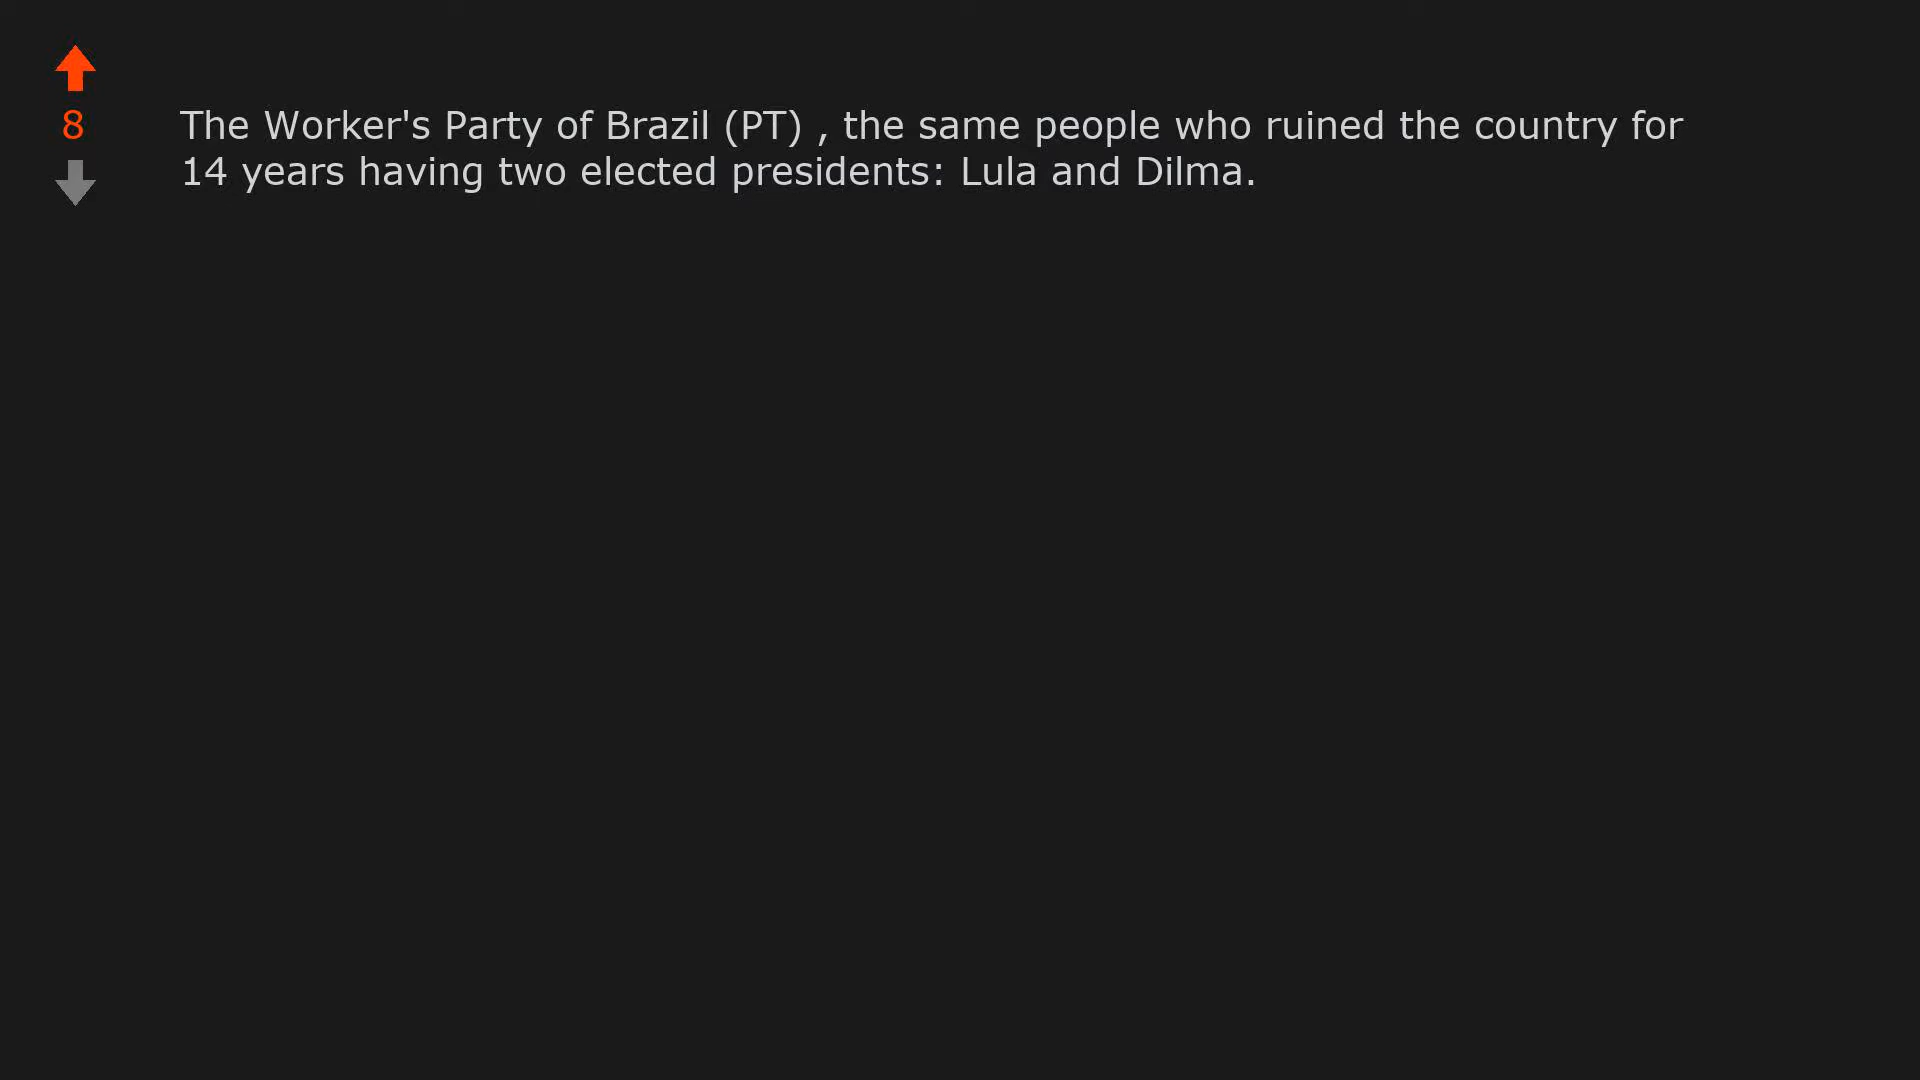 8
The Worker's Party of Brazil (PT) , the same people who ruined the country for
14 years having two elected presidents: Lula and Dilma.